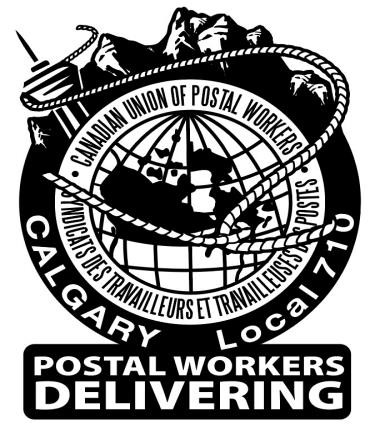 CANADIAN UNION OF POSTAL WORKERS
SYNDICATS DES TRAVAILLEURS ET TRAVAILLEUSES DES POSTES
CALGARY Local 710
POSTAL WORKERS
DELIVERING